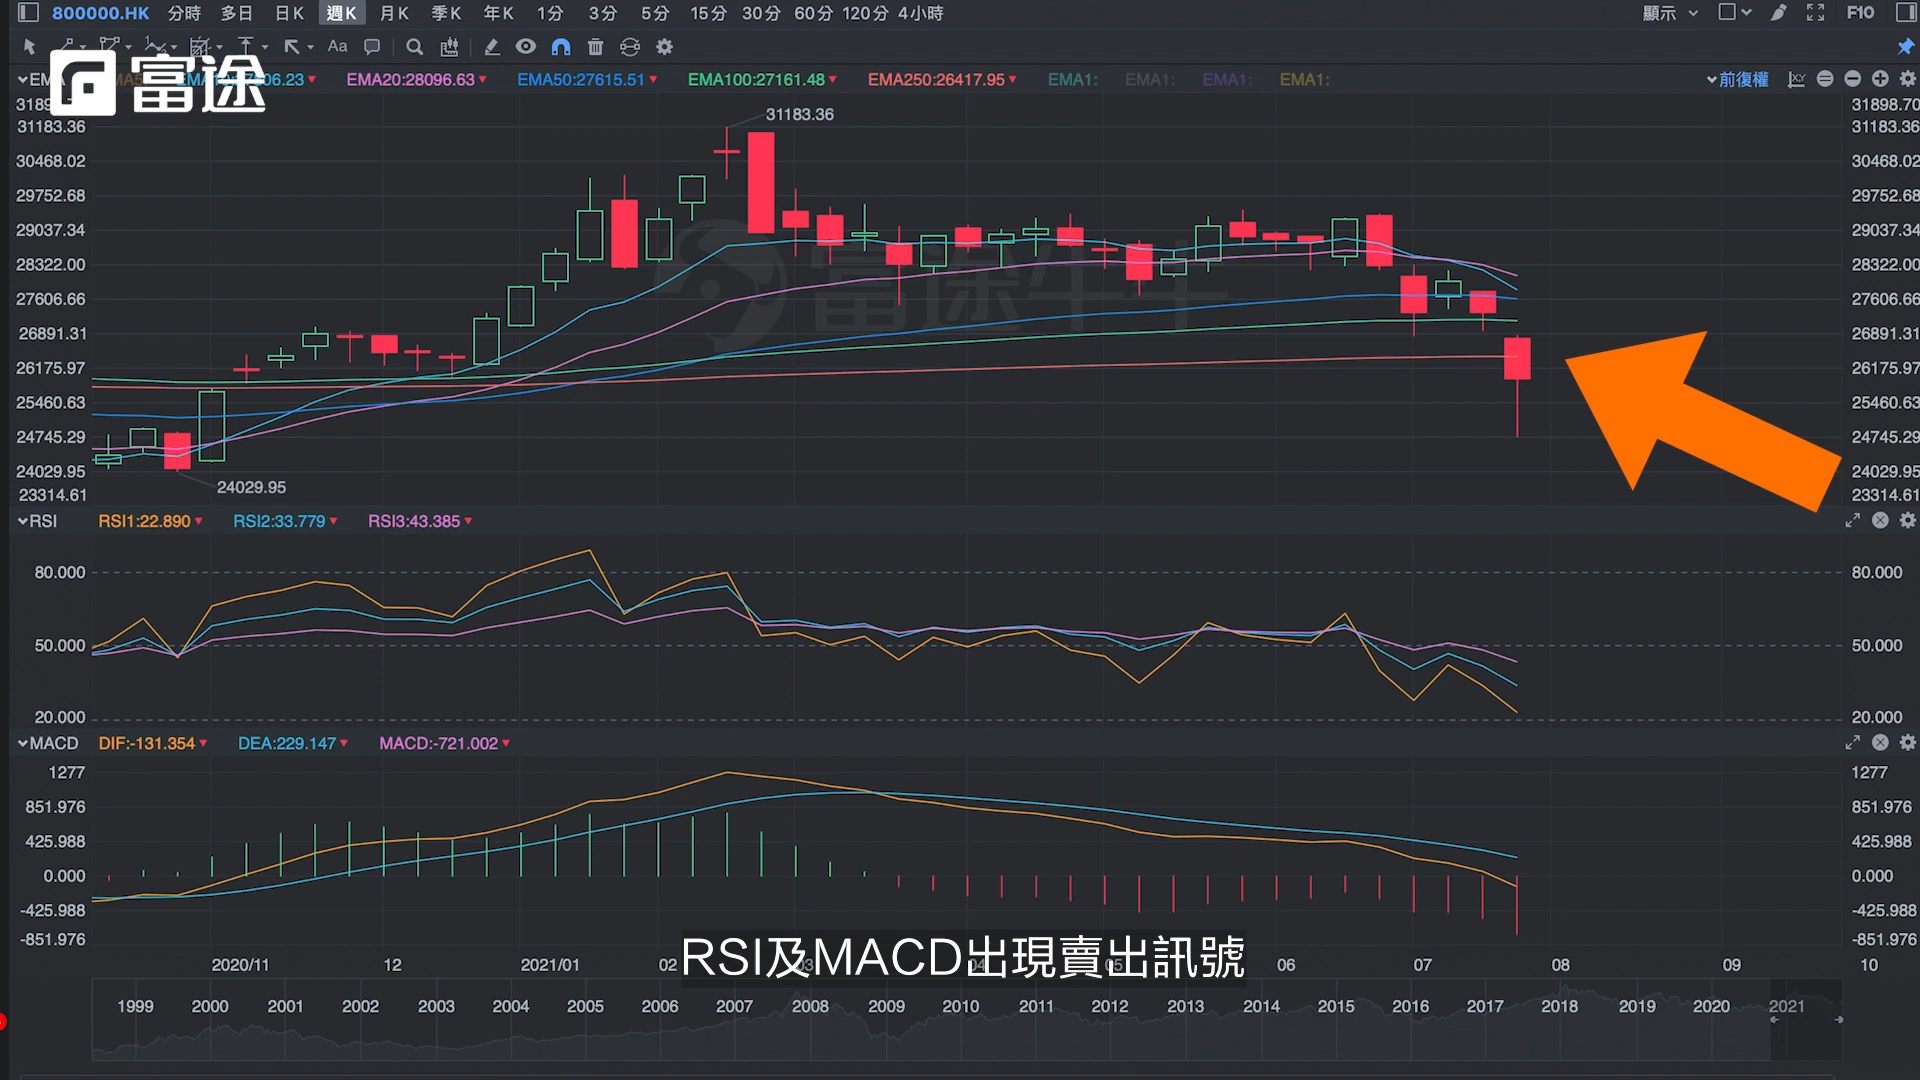 800000.HK 分時 多日 日K 週K 月K 季K 年K 1分 3分 5分 15分 30分 60分 120分 4小時 顯示 F10
Aa
富途
EMA20:28096.63 EMA50:27615.51 EMA100:27161.48 EMA250:26417.95 EMA1: EMA1: EMA1: EMA1: 前復權
31898.70
31183.36 31183.36 31183.36
30468.02 30468.02
29752.68 29752.68
29037.34 29037.34
富途牛牛
28322.00 28322.00
27606.66 27606.66
26891.31 26891.31
26175.97 26175.97
25460.63 25460.63
24745.29 24745.29
24029.95 24029.95
24029.95
23314.61 23314.61
RSI RSI1:22.890 RSI2:33.779 RSI3:43.385
80.000 80.000
50.000 50.000
20.000 20.000
MACD DIF:-131.354 DEA:229.147 MACD:-721.002
1277 1277
851.976 851.976
425.988 425.988
0.000 0.000
-425.988 -425.988
-851.976 -851.976
RSI及MACD出現賣出訊號
2020/11 12 2021/01 02 06 07 08 09 10
1999 2000 2001 2002 2003 2004 2005 2006 2007 2008 2009 2010 2011 2012 2013 2014 2015 2016 2017 2018 2019 2020 2021